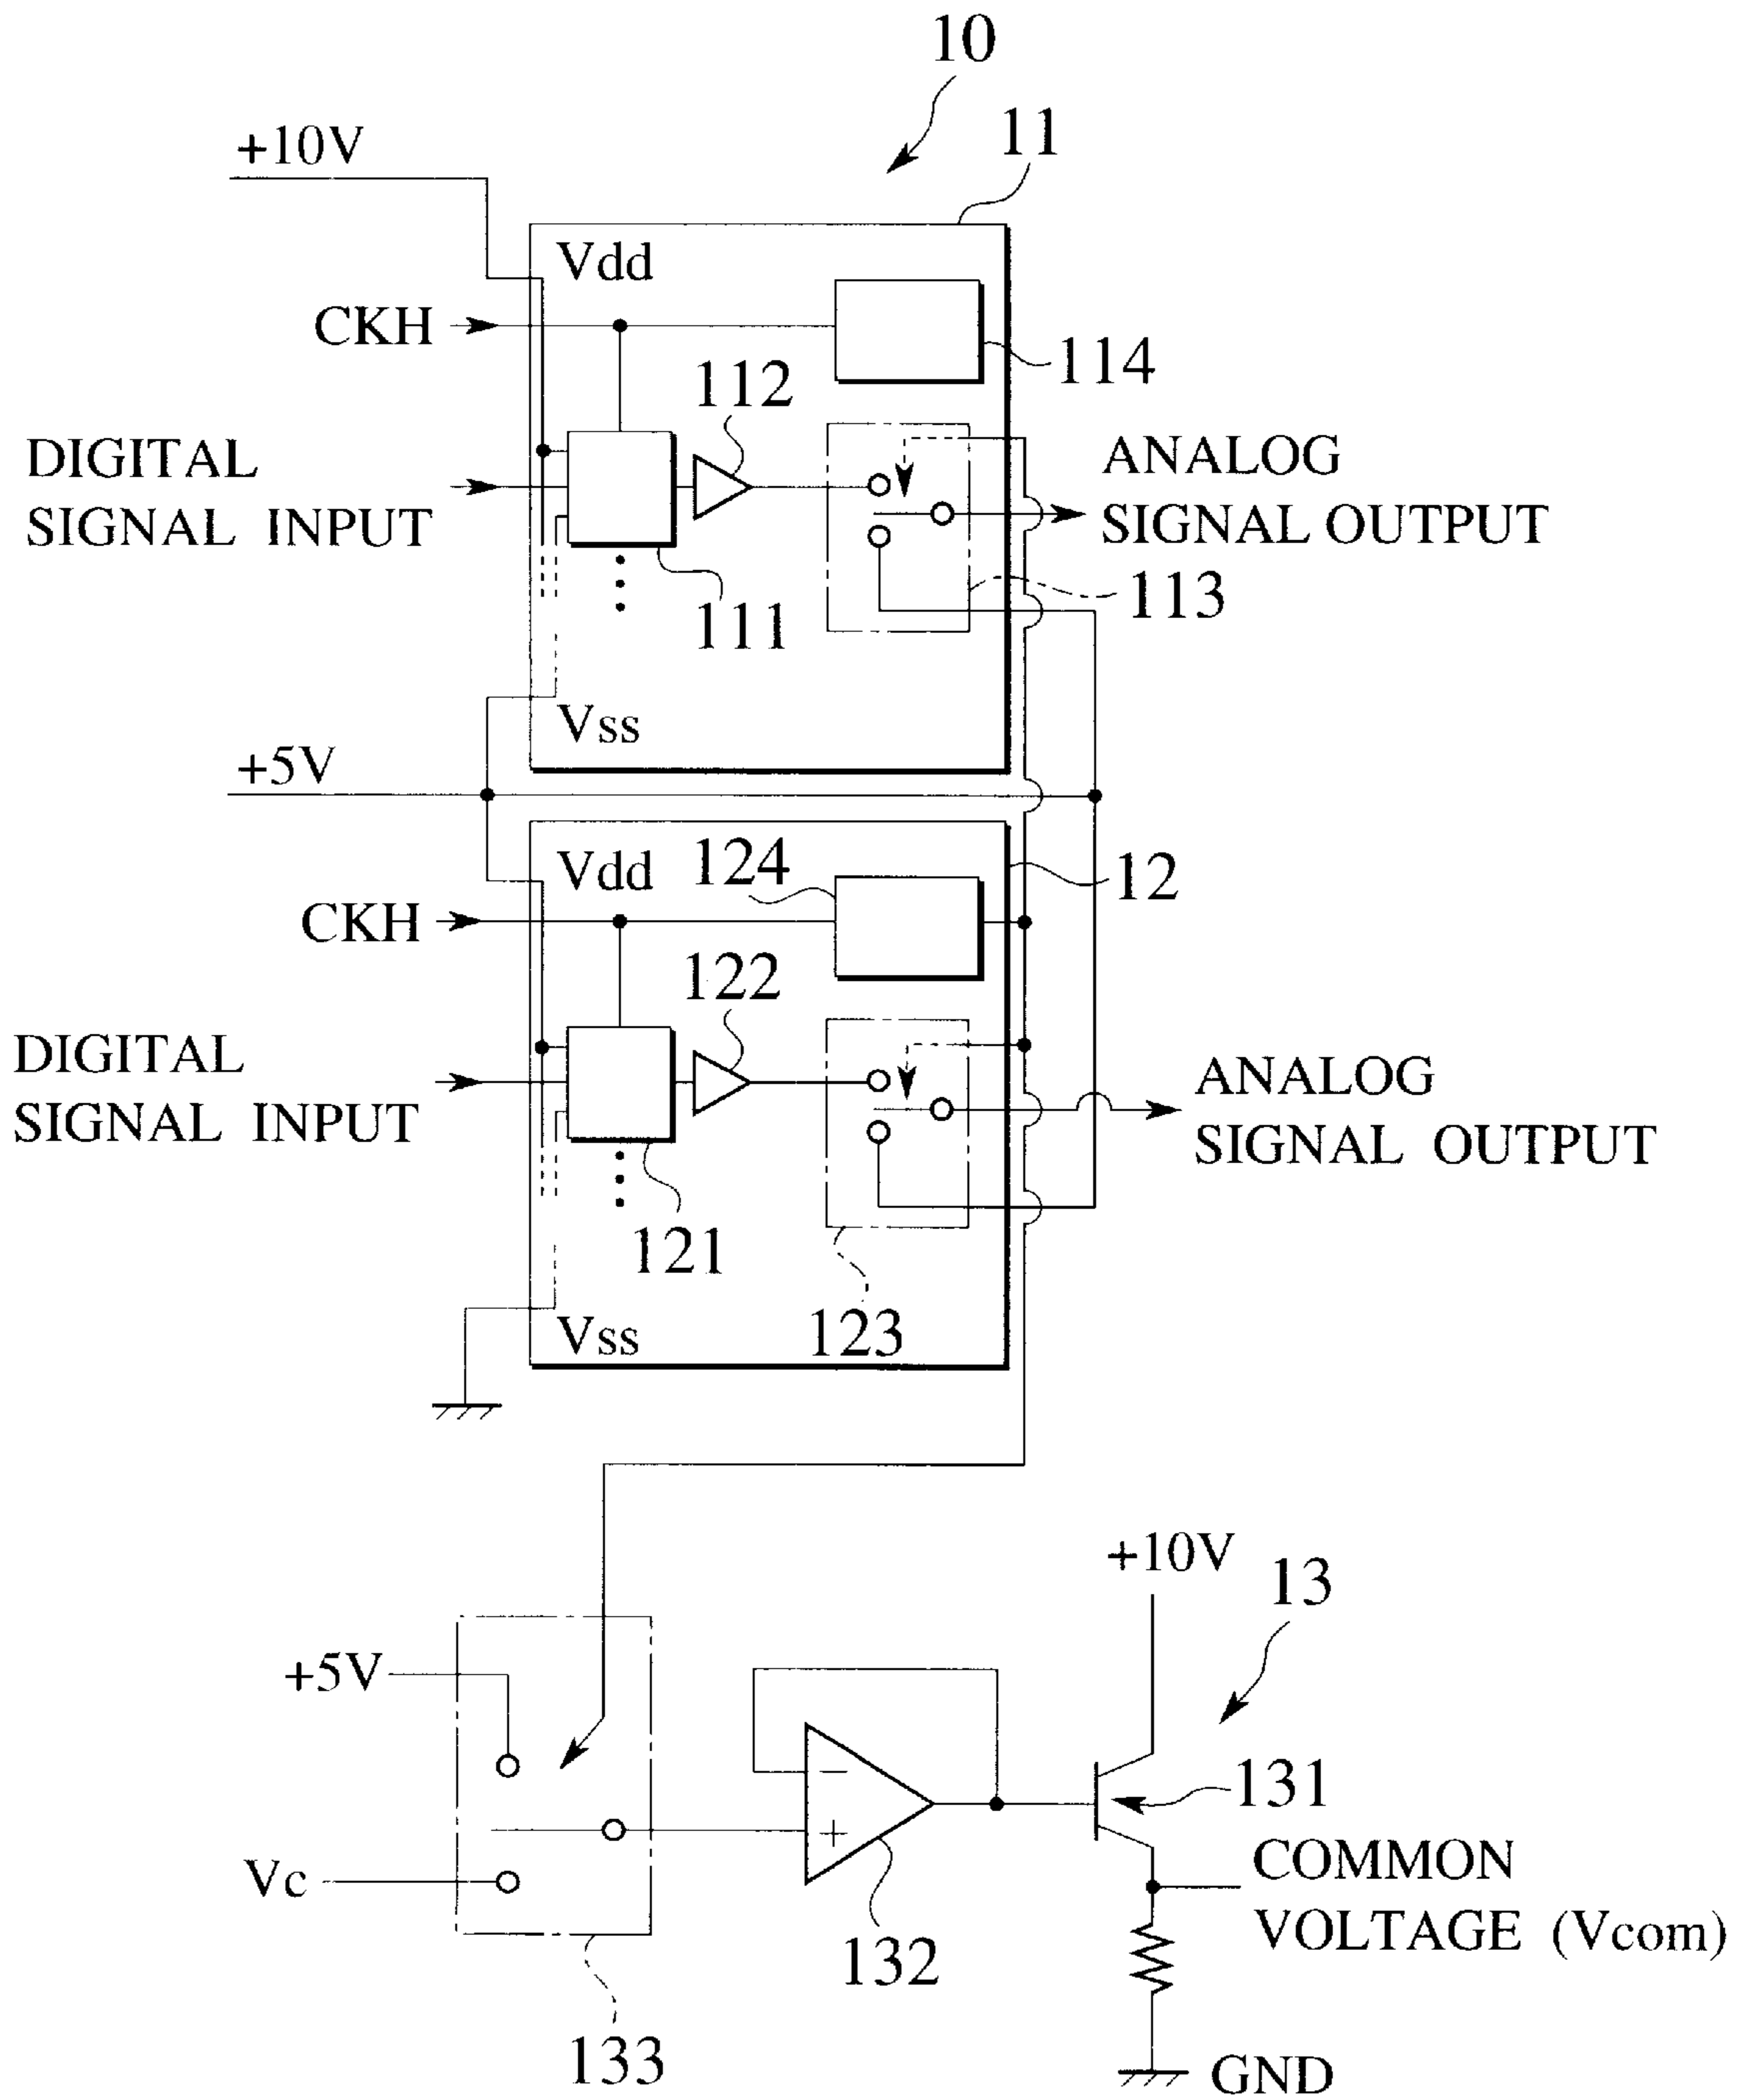 10
11
+10V
Vdd
CKH
114
112
DIGITAL
SIGNAL INPUT
ANALOG
SIGNAL OUTPUT
113
111
Vss
+5V
Vdd
124
12
CKH
122
DIGITAL
SIGNAL INPUT
ANALOG
SIGNAL OUTPUT
121
123
Vss
+10V
13
+5V
−
131
+
Vc
COMMON
VOLTAGE (Vcom)
132
133
GND